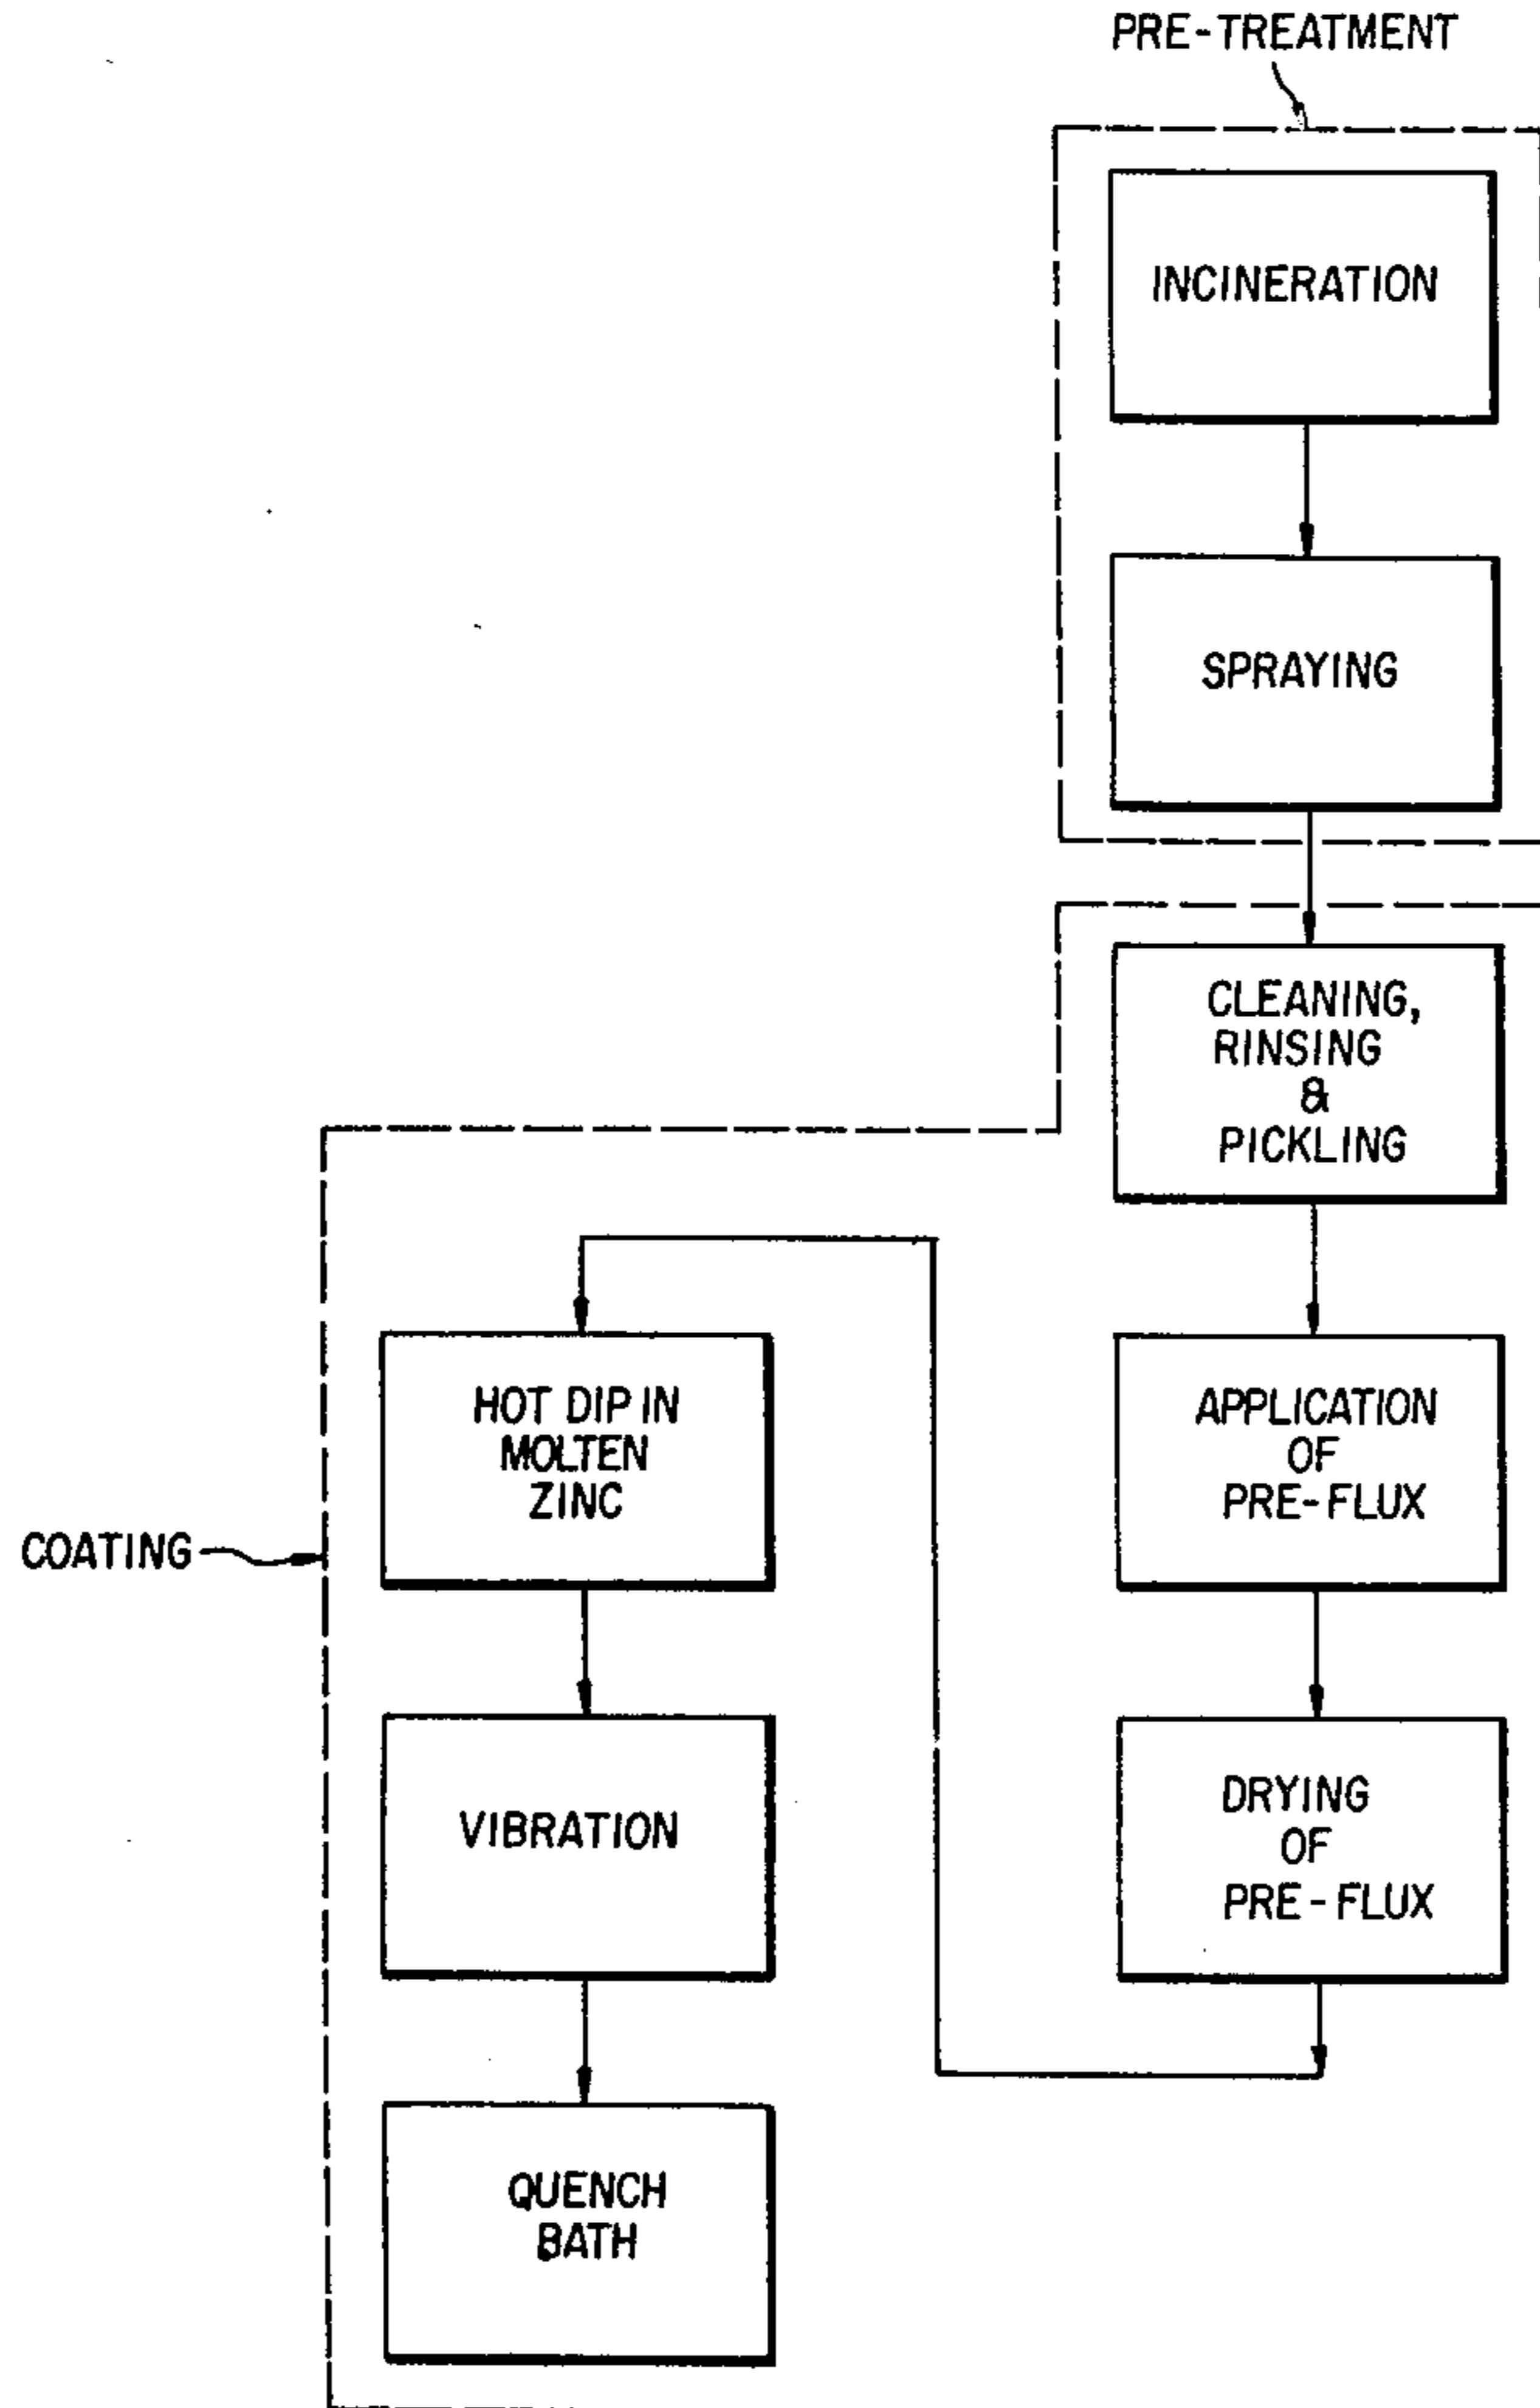 PRE-TREATMENT
INCINERATION
SPRAYING
CLEANING,
RINSING
&
PICKLING
APPLICATION
OF
PRE-FLUX
DRYING
OF
PRE-FLUX
COATING
HOT DIP IN
MOLTEN
ZINC
VIBRATION
QUENCH
BATH